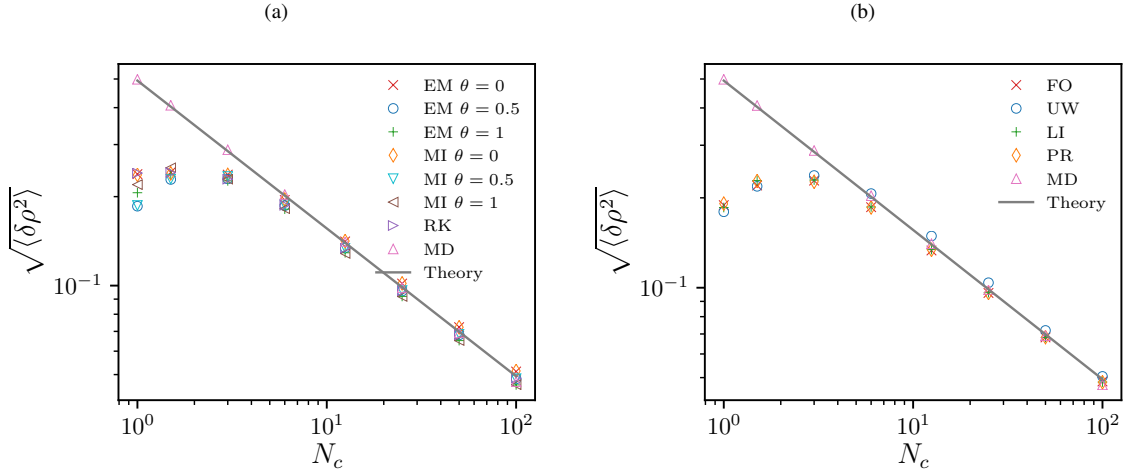 (a)
EM θ = 0
EM θ = 0.5
EM θ = 1
MI θ = 0
MI θ = 0.5
MI θ = 1
RK
MD
Theory
√⟨δρ²⟩
10⁻¹
10⁰
10¹
10²
N_c
(b)
FO
UW
LI
PR
MD
Theory
√⟨δρ²⟩
10⁻¹
10⁰
10¹
10²
N_c